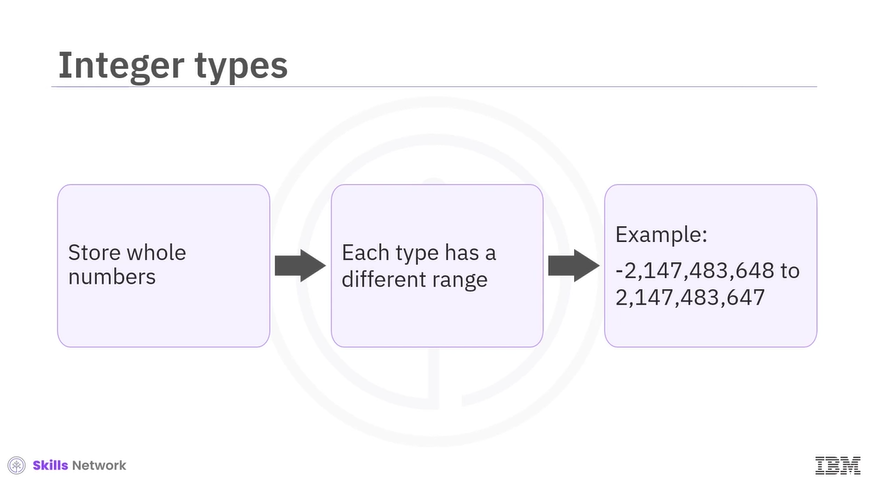 Integer types
Store whole
numbers
Each type has a
different range
Example:
-2,147,483,648 to
2,147,483,647
Skills Network
IBM